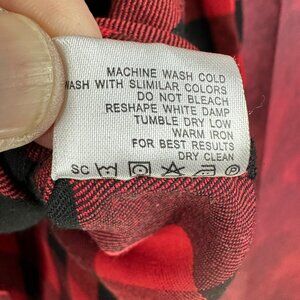 MACHINE WASH COLD
WASH WITH SLIMILAR COLORS
DO NOT BLEACH
RESHAPE WHITE DAMP
TUMBLE DRY LOW
WARM IRON
FOR BEST RESULTS
DRY CLEAN
SC